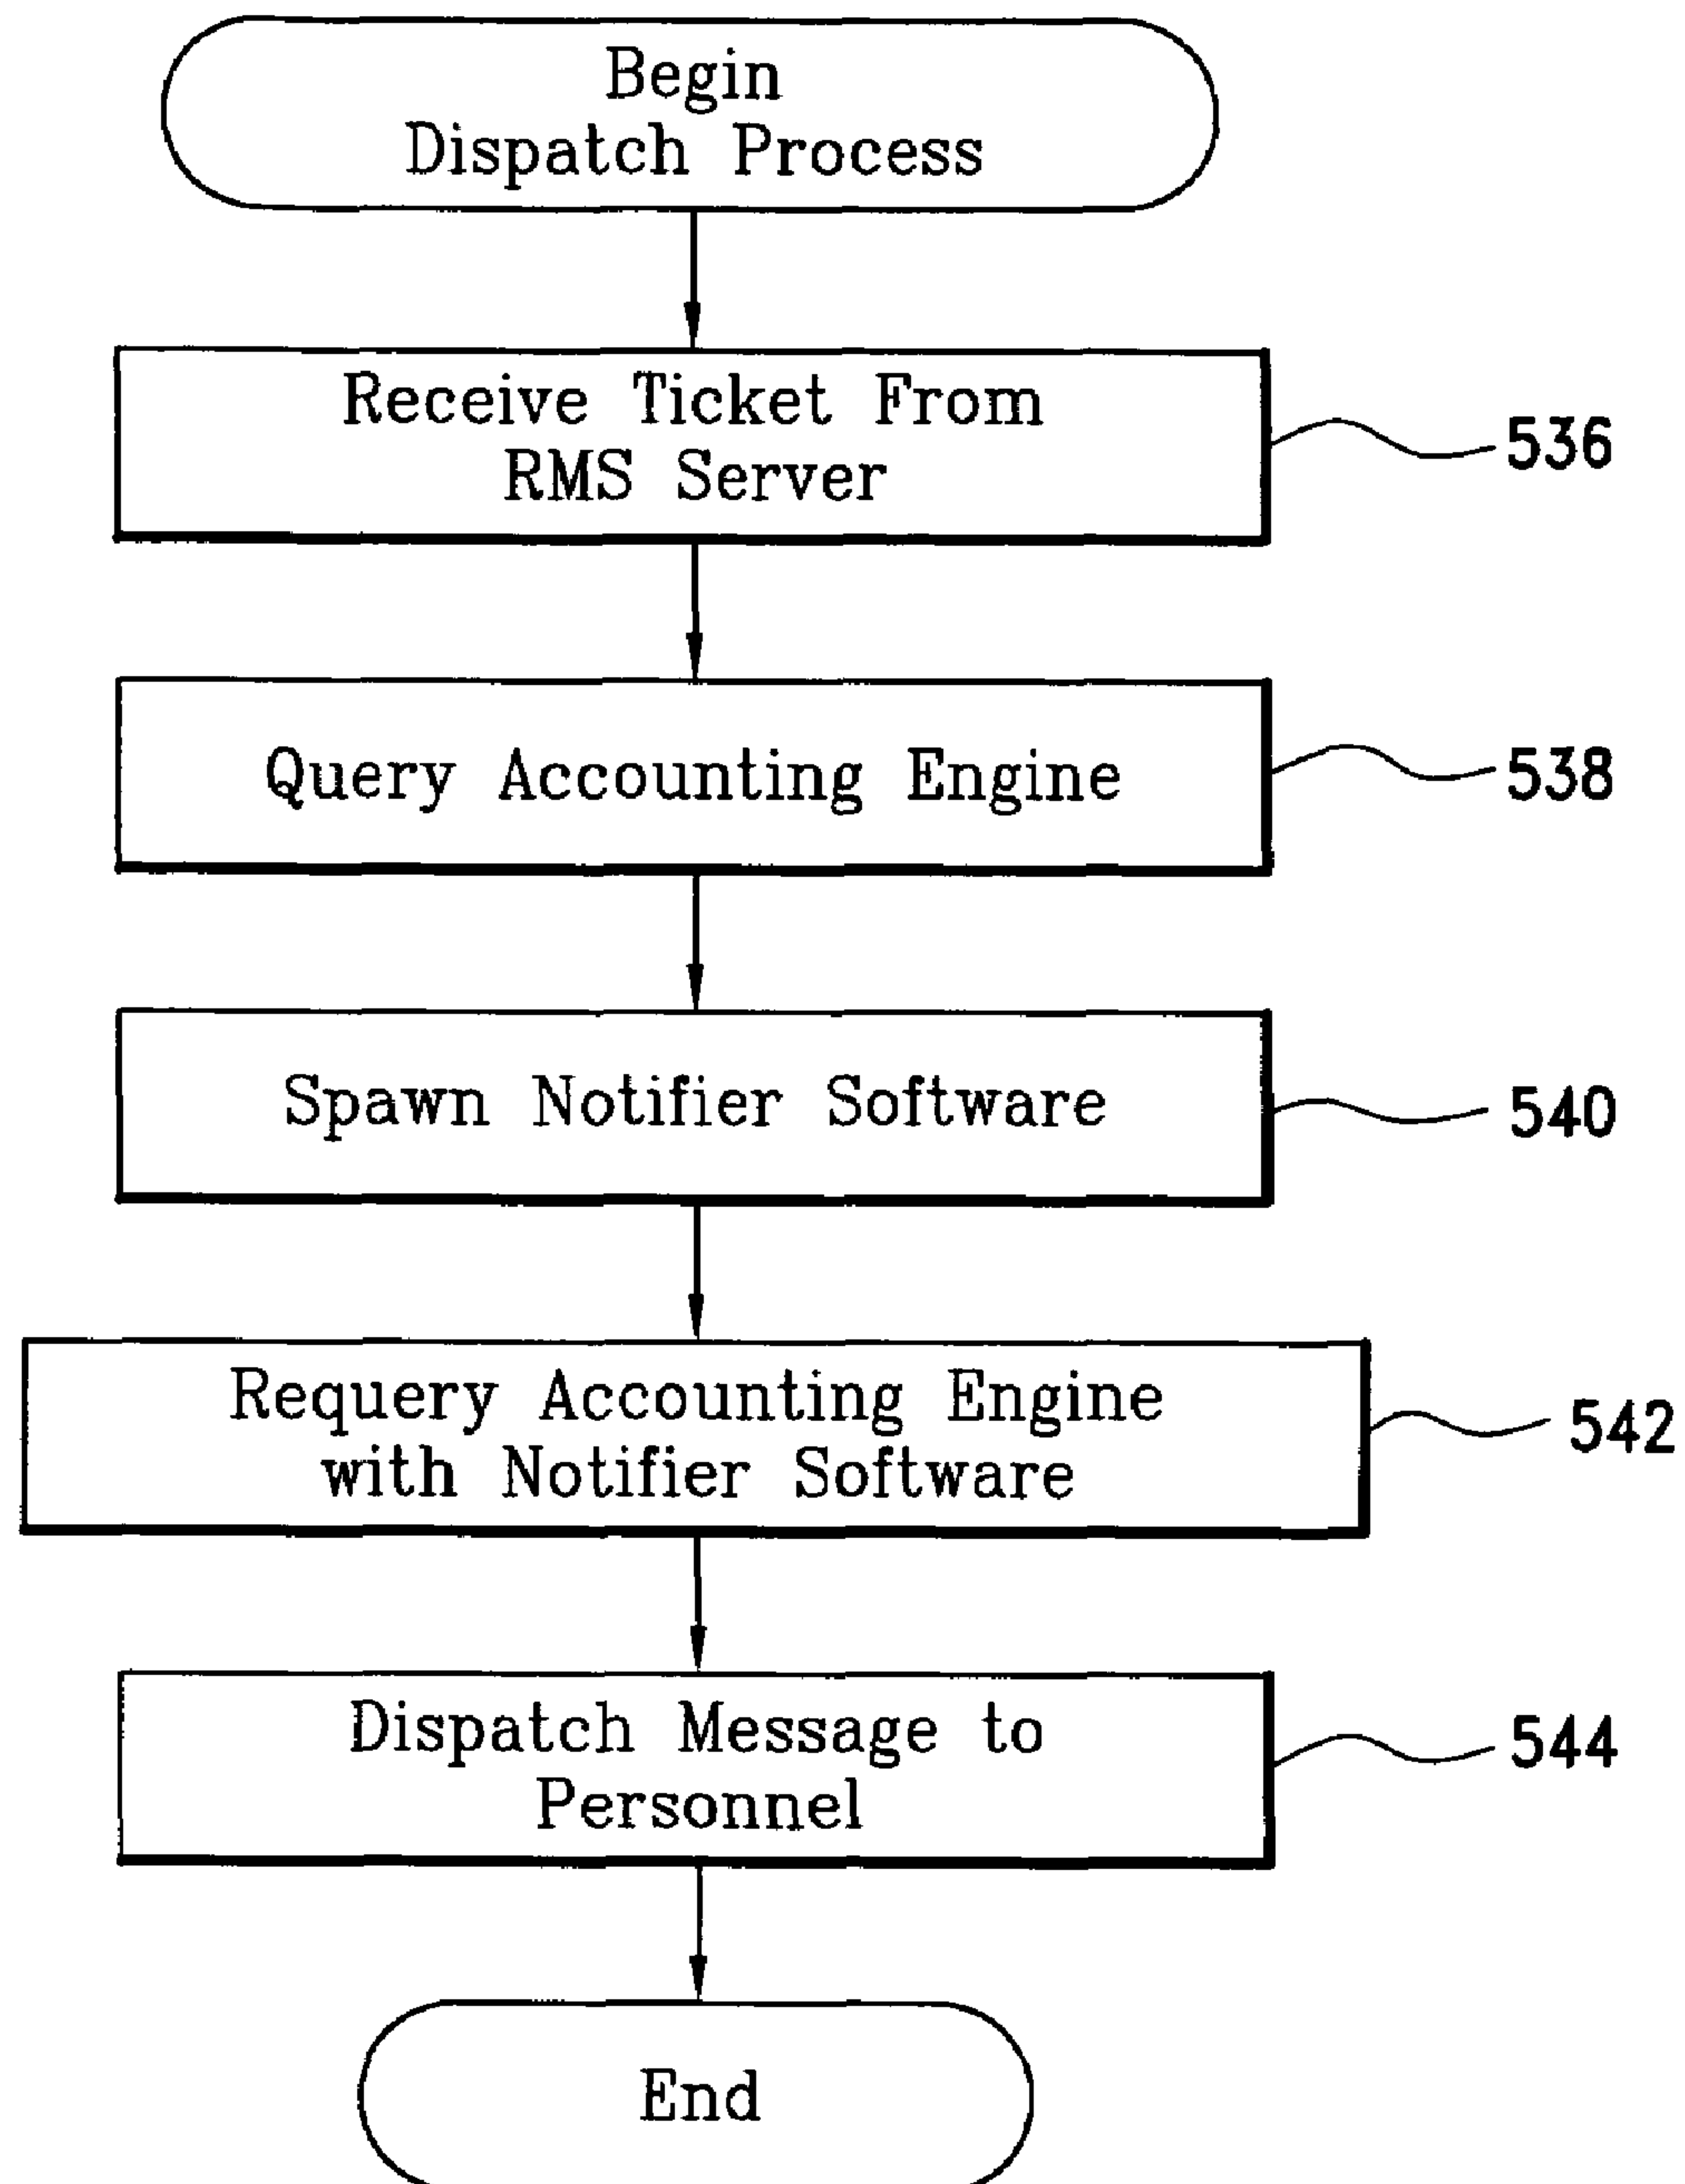 Begin
Dispatch Process
Receive Ticket From
RMS Server
536
Query Accounting Engine
538
Spawn Notifier Software
540
Requery Accounting Engine
with Notifier Software
542
Dispatch Message to
Personnel
544
End